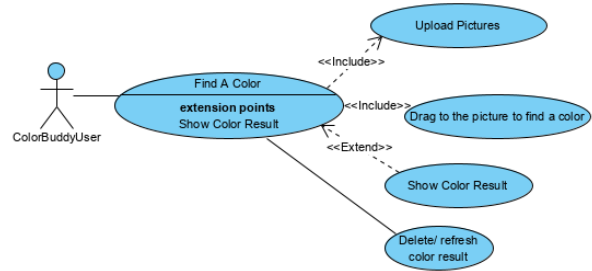 Upload Pictures
<<Include>>
Find A Color
extension points
Show Color Result
<<Include>>
Drag to the picture to find a color
ColorBuddyUser
<<Extend>>
Show Color Result
Delete/ refresh
color result